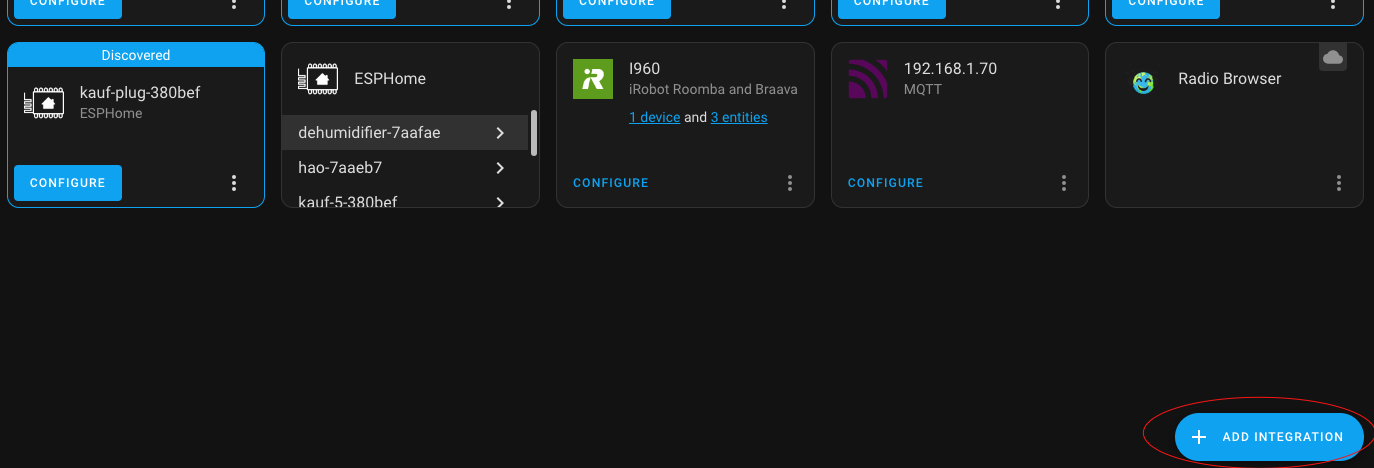 CONFIGURE
CONFIGURE
CONFIGURE
CONFIGURE
CONFIGURE
Discovered
kauf-plug-380bef
ESPHome
CONFIGURE
ESPHome
dehumidifier-7aafae
hao-7aaeb7
kauf-5-380bef
I960
iRobot Roomba and Braava
1 device and 3 entities
CONFIGURE
192.168.1.70
MQTT
CONFIGURE
Radio Browser
ADD INTEGRATION